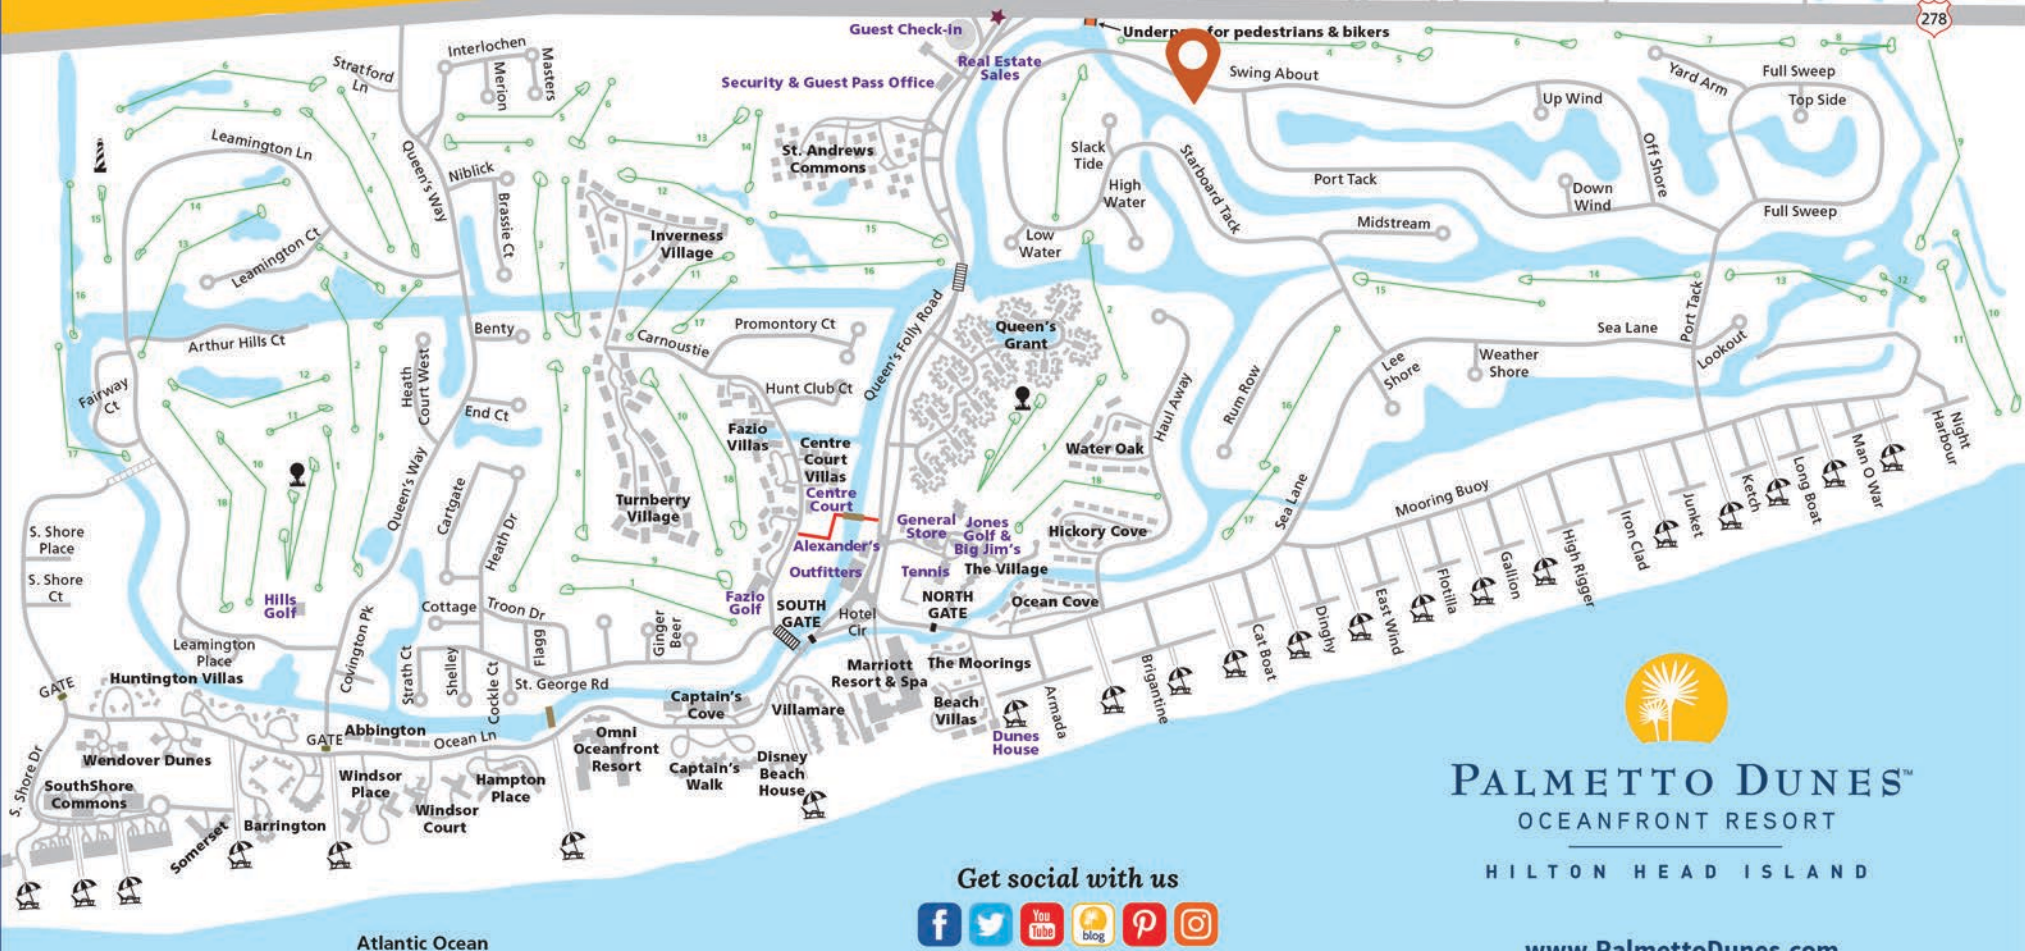 278
Guest Check-in
Underp
for pedestrians & bikers
Real Estate
Sales
Security & Guest Pass Office
Interlochen
Stratford
Ln
Merion
Masters
Swing About
Yard Arm
Full Sweep
Top Side
Up Wind
Off Shore
Leamington Ln
Queen's Way
Niblick
Brassie Ct
St. Andrews
Commons
Slack
Tide
High
Water
Low
Water
Starboard Tack
Port Tack
Down
Wind
Midstream
Full Sweep
Leamington Ct
Inverness
Village
Arthur Hills Ct
Benty
Carnoustie
Promontory Ct
Queen's Folly Road
Queen's
Grant
Port Tack
Sea Lane
Lookout
Weather
Shore
Lee
Shore
Rum Row
Haul Away
Fairway
Ct
Heath
Court West
End Ct
Hunt Club Ct
Fazio
Villas
Centre
Court
Villas
Centre
Court
Water Oak
Night
Harbour
Man O War
Long Boat
Ketch
Junket
Iron Clad
High Rigger
Gallion
Flotilla
East Wind
Dinghy
Cat Boat
Brigantine
Armada
Mooring Buoy
Sea Lane
Queen's Way
Cartgate
Heath Dr
Turnberry
Village
Alexander's
Outfitters
General
Store
Jones
Golf &
Big Jim's
Tennis
The Village
Hickory Cove
Ocean Cove
S. Shore
Place
S. Shore
Ct
Hills
Golf
Cottage
Troon Dr
Fazio
Golf
SOUTH
GATE
Hotel
Cir
NORTH
GATE
Leamington
Place
Covington Pk
Strath Ct
Shelley
Cockle Ct
Flagg
Ginger
Beer
St. George Rd
Marriott
Resort & Spa
The Moorings
Beach
Villas
Dunes
House
GATE
Huntington Villas
Captain's
Cove
Villamare
GATE
Abbington
Ocean Ln
Omni
Oceanfront
Resort
Captain's
Walk
Disney
Beach
House
S. Shore Dr
Wendover Dunes
SouthShore
Commons
Windsor
Place
Hampton
Place
Windsor
Court
Somerset
Barrington
PALMETTO DUNES™
OCEANFRONT RESORT
HILTON HEAD ISLAND
Get social with us
You
Tube
blog
Atlantic Ocean
www.PalmettoDunes.com